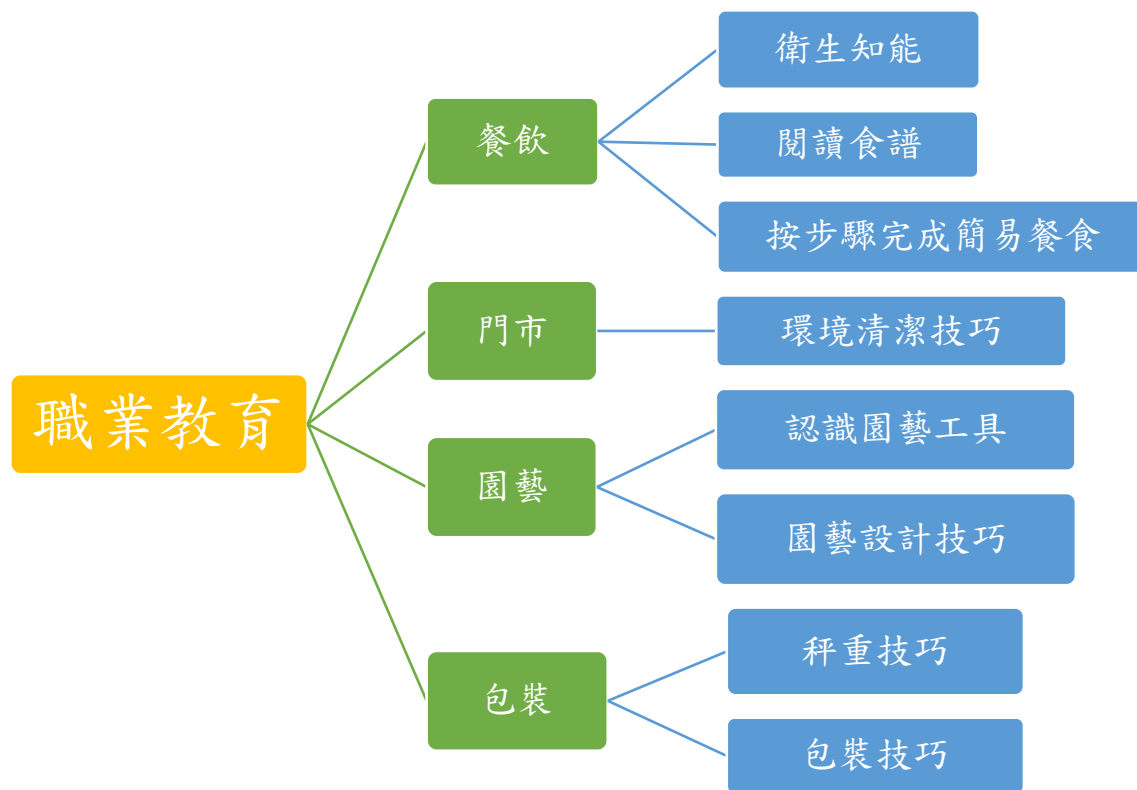 職業教育
餐飲
衛生知能
閱讀食譜
按步驟完成簡易餐食
門市
環境清潔技巧
園藝
認識園藝工具
園藝設計技巧
包裝
秤重技巧
包裝技巧